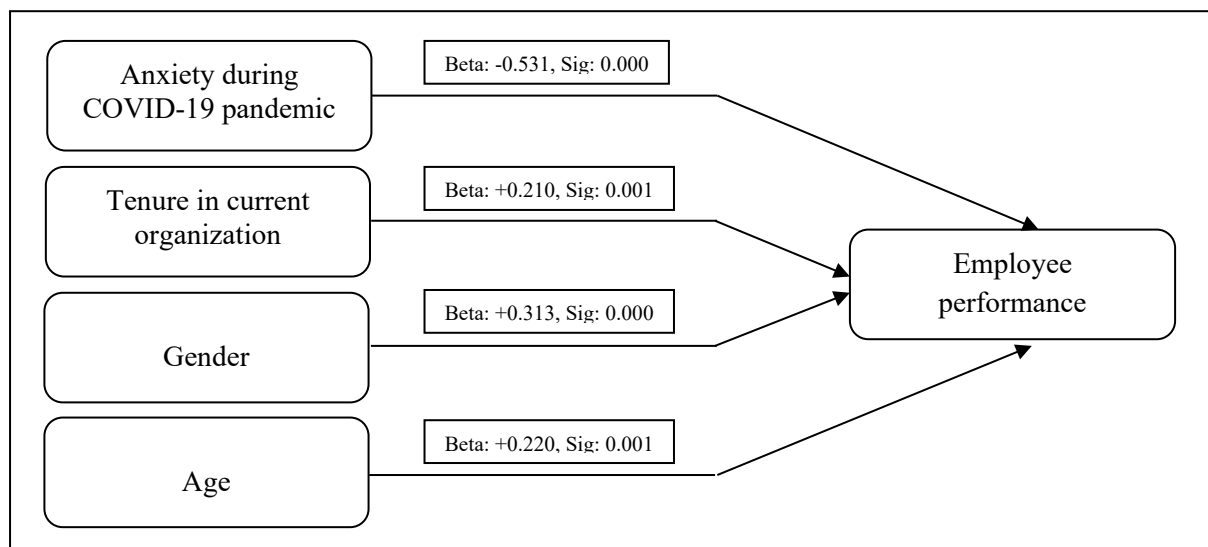 Anxiety during
COVID-19 pandemic
Beta: -0.531, Sig: 0.000
Tenure in current
organization
Beta: +0.210, Sig: 0.001
Gender
Beta: +0.313, Sig: 0.000
Age
Beta: +0.220, Sig: 0.001
Employee
performance